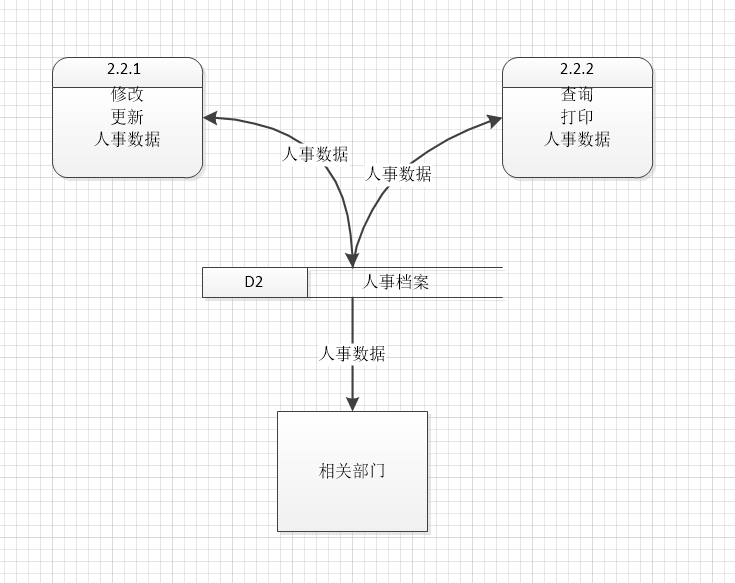 2.2.1
修改
更新
人事数据
2.2.2
查询
打印
人事数据
人事数据
人事数据
D2
人事档案
人事数据
相关部门